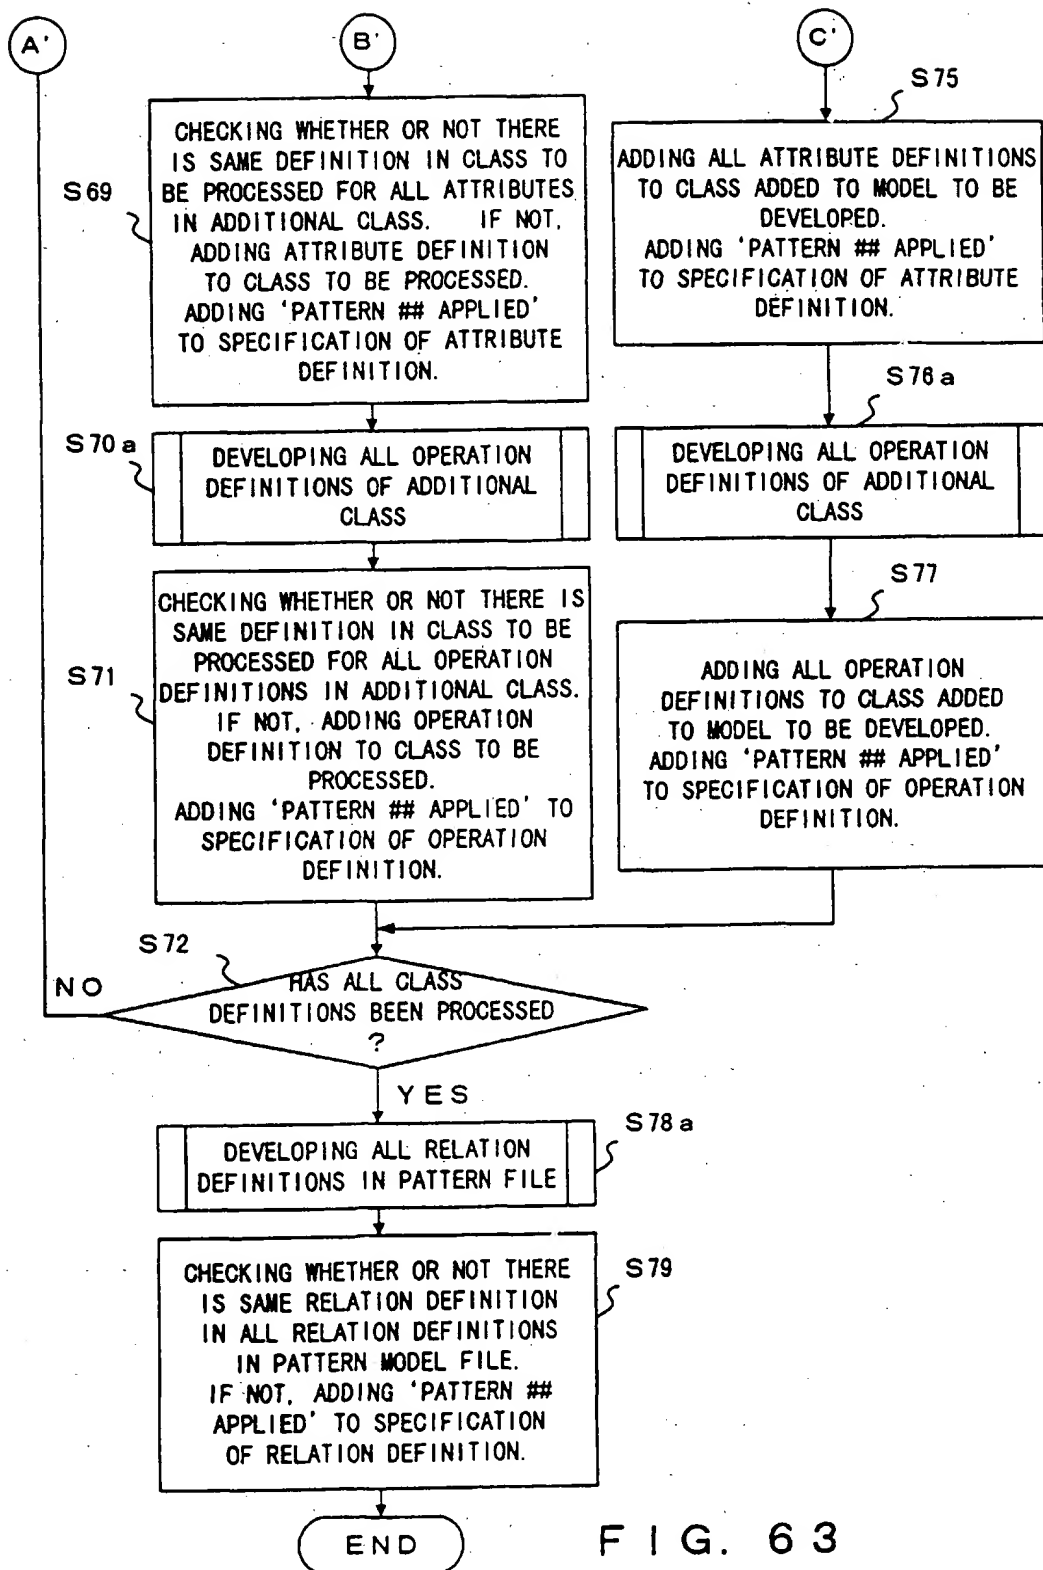 A'
B'
C'
S69
CHECKING WHETHER OR NOT THERE
IS SAME DEFINITION IN CLASS TO
BE PROCESSED FOR ALL ATTRIBUTES
IN ADDITIONAL CLASS. IF NOT,
ADDING ATTRIBUTE DEFINITION
TO CLASS TO BE PROCESSED.
ADDING 'PATTERN ## APPLIED'
TO SPECIFICATION OF ATTRIBUTE
DEFINITION.
S70a
DEVELOPING ALL OPERATION
DEFINITIONS OF ADDITIONAL
CLASS
S71
CHECKING WHETHER OR NOT THERE IS
SAME DEFINITION IN CLASS TO BE
PROCESSED FOR ALL OPERATION
DEFINITIONS IN ADDITIONAL CLASS.
IF NOT, ADDING OPERATION
DEFINITION TO CLASS TO BE
PROCESSED.
ADDING 'PATTERN ## APPLIED' TO
SPECIFICATION OF OPERATION
DEFINITION.
S75
ADDING ALL ATTRIBUTE DEFINITIONS
TO CLASS ADDED TO MODEL TO BE
DEVELOPED.
ADDING 'PATTERN ## APPLIED'
TO SPECIFICATION OF ATTRIBUTE
DEFINITION.
S76a
DEVELOPING ALL OPERATION
DEFINITIONS OF ADDITIONAL
CLASS
S77
ADDING ALL OPERATION
DEFINITIONS TO CLASS ADDED
TO MODEL TO BE DEVELOPED.
ADDING 'PATTERN ## APPLIED'
TO SPECIFICATION OF OPERATION
DEFINITION.
S72
NO
HAS ALL CLASS
DEFINITIONS BEEN PROCESSED
?
YES
S78a
DEVELOPING ALL RELATION
DEFINITIONS IN PATTERN FILE
S79
CHECKING WHETHER OR NOT THERE
IS SAME RELATION DEFINITION
IN ALL RELATION DEFINITIONS
IN PATTERN MODEL FILE.
IF NOT, ADDING 'PATTERN ##
APPLIED' TO SPECIFICATION
OF RELATION DEFINITION.
END
FIG. 63